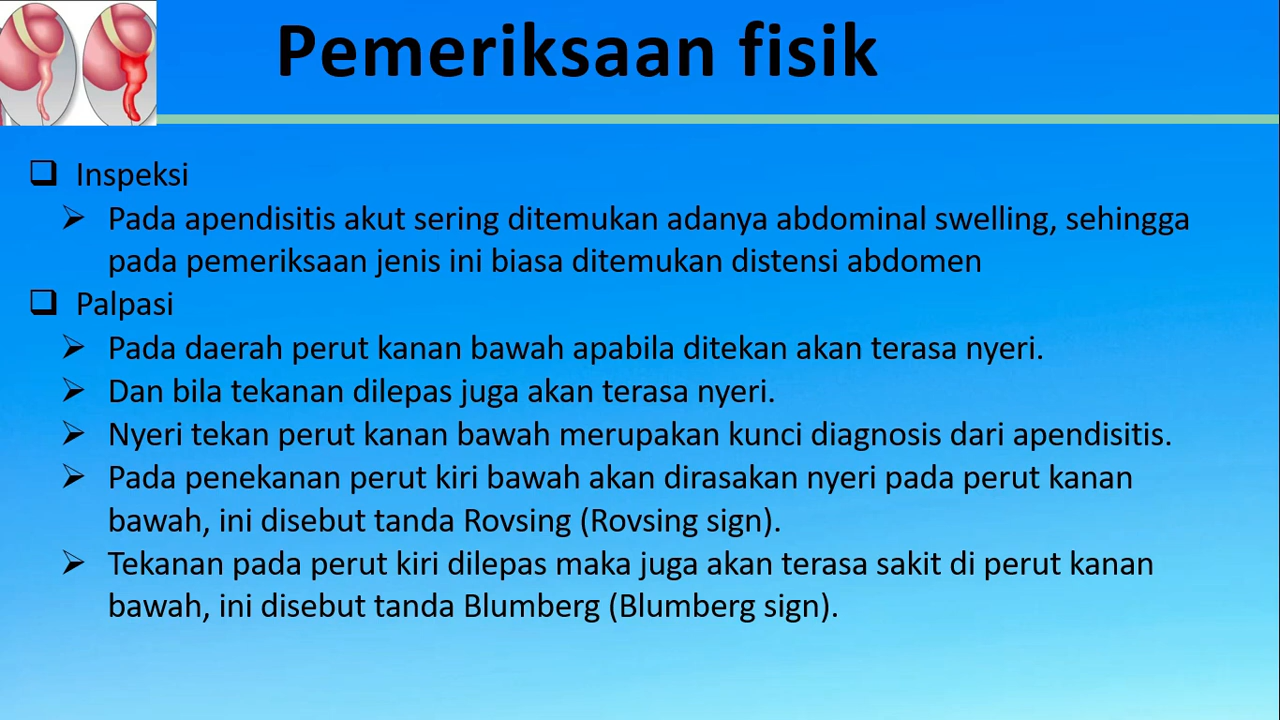 Pemeriksaan fisik
Inspeksi
Pada apendisitis akut sering ditemukan adanya abdominal swelling, sehingga
pada pemeriksaan jenis ini biasa ditemukan distensi abdomen
Palpasi
Pada daerah perut kanan bawah apabila ditekan akan terasa nyeri.
Dan bila tekanan dilepas juga akan terasa nyeri.
Nyeri tekan perut kanan bawah merupakan kunci diagnosis dari apendisitis.
Pada penekanan perut kiri bawah akan dirasakan nyeri pada perut kanan
bawah, ini disebut tanda Rovsing (Rovsing sign).
Tekanan pada perut kiri dilepas maka juga akan terasa sakit di perut kanan
bawah, ini disebut tanda Blumberg (Blumberg sign).